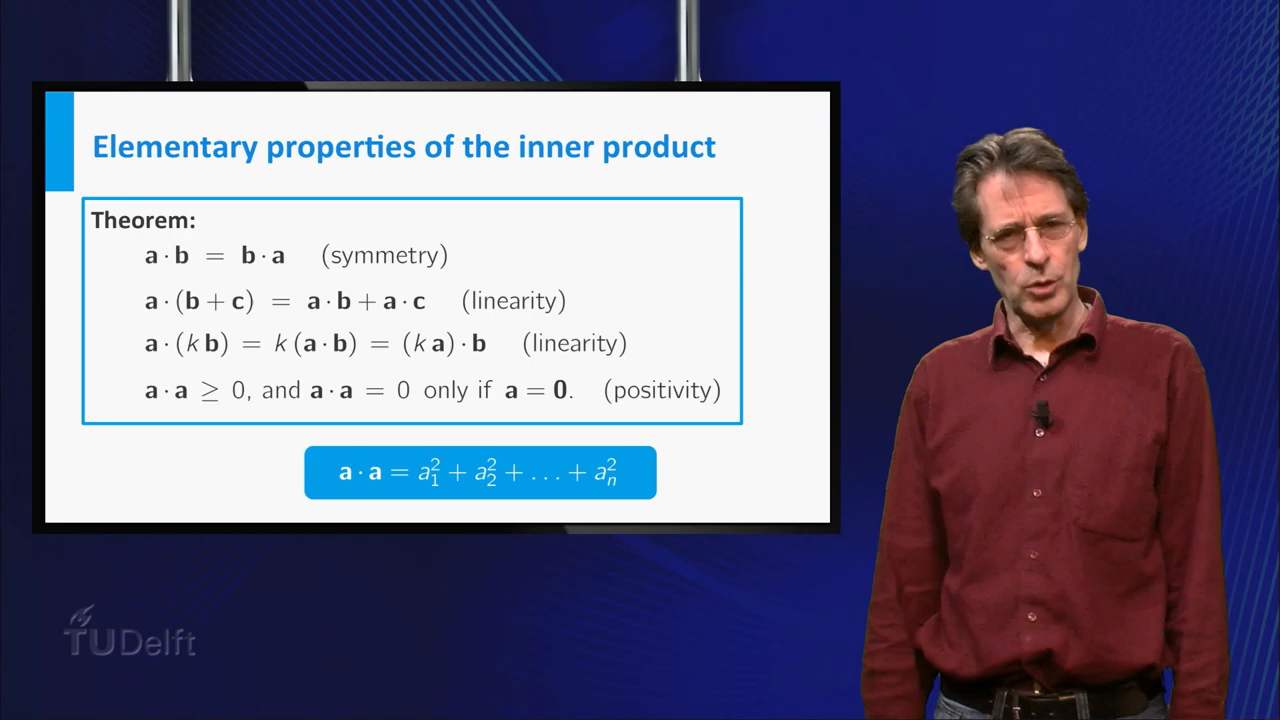 Elementary properties of the inner product
Theorem:
a · b = b · a (symmetry)
a · (b + c) = a · b + a · c (linearity)
a · (k b) = k (a · b) = (k a) · b (linearity)
a · a ≥ 0, and a · a = 0 only if a = 0. (positivity)
a · a = a₁² + a₂² + . . . + aₙ²
TUDelft